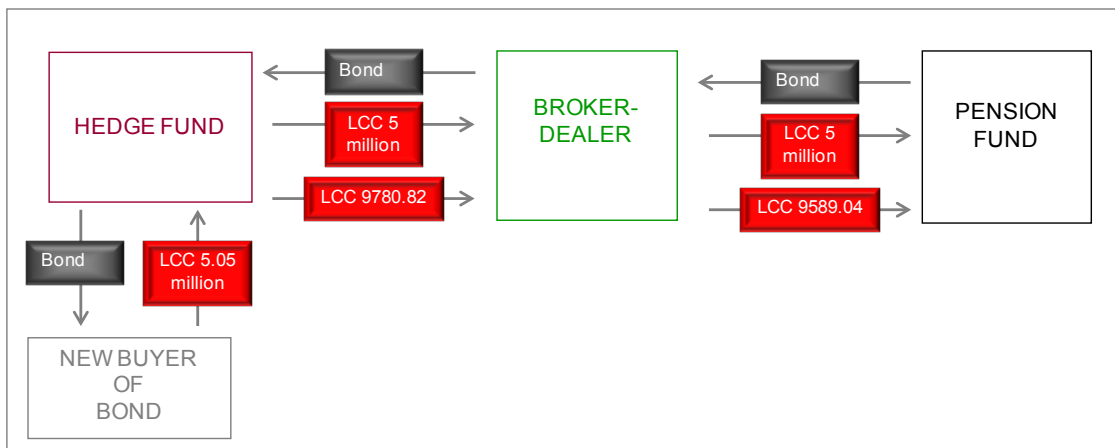 HEDGE FUND
Bond
LCC 5
million
LCC 9780.82
BROKER-
DEALER
Bond
LCC 5
million
LCC 9589.04
PENSION
FUND
Bond
LCC 5.05
million
NEW BUYER
OF
BOND